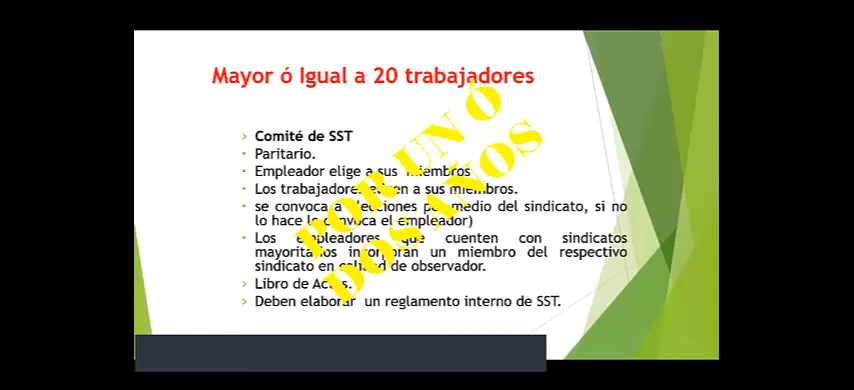 Mayor ó Igual a 20 trabajadores
› Comité de SST
• Paritario.
• Empleador elige a sus miembros
• Los trabajadores eligen a sus miembros.
• se convoca a elecciones por medio del sindicato, si no
lo hace lo convoca el empleador)
• Los empleadores que cuenten con sindicatos
mayoritarios incorporan un miembro del respectivo
sindicato en calidad de observador.
› Libro de Actas.
› Deben elaborar un reglamento interno de SST.
POR UN Ó
DOS AÑOS